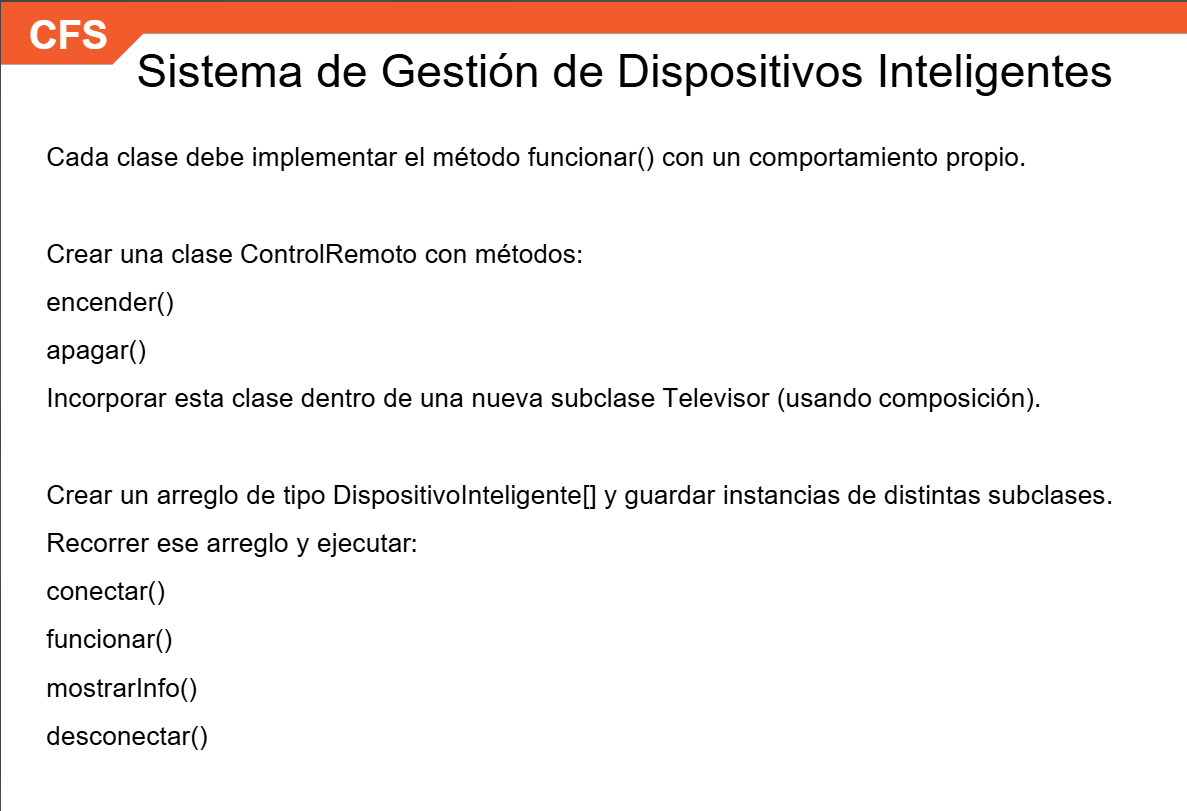 CFS
Sistema de Gestión de Dispositivos Inteligentes
Cada clase debe implementar el método funcionar() con un comportamiento propio.
Crear una clase ControlRemoto con métodos:
encender()
apagar()
Incorporar esta clase dentro de una nueva subclase Televisor (usando composición).
Crear un arreglo de tipo DispositivoInteligente[] y guardar instancias de distintas subclases.
Recorrer ese arreglo y ejecutar:
conectar()
funcionar()
mostrarInfo()
desconectar()